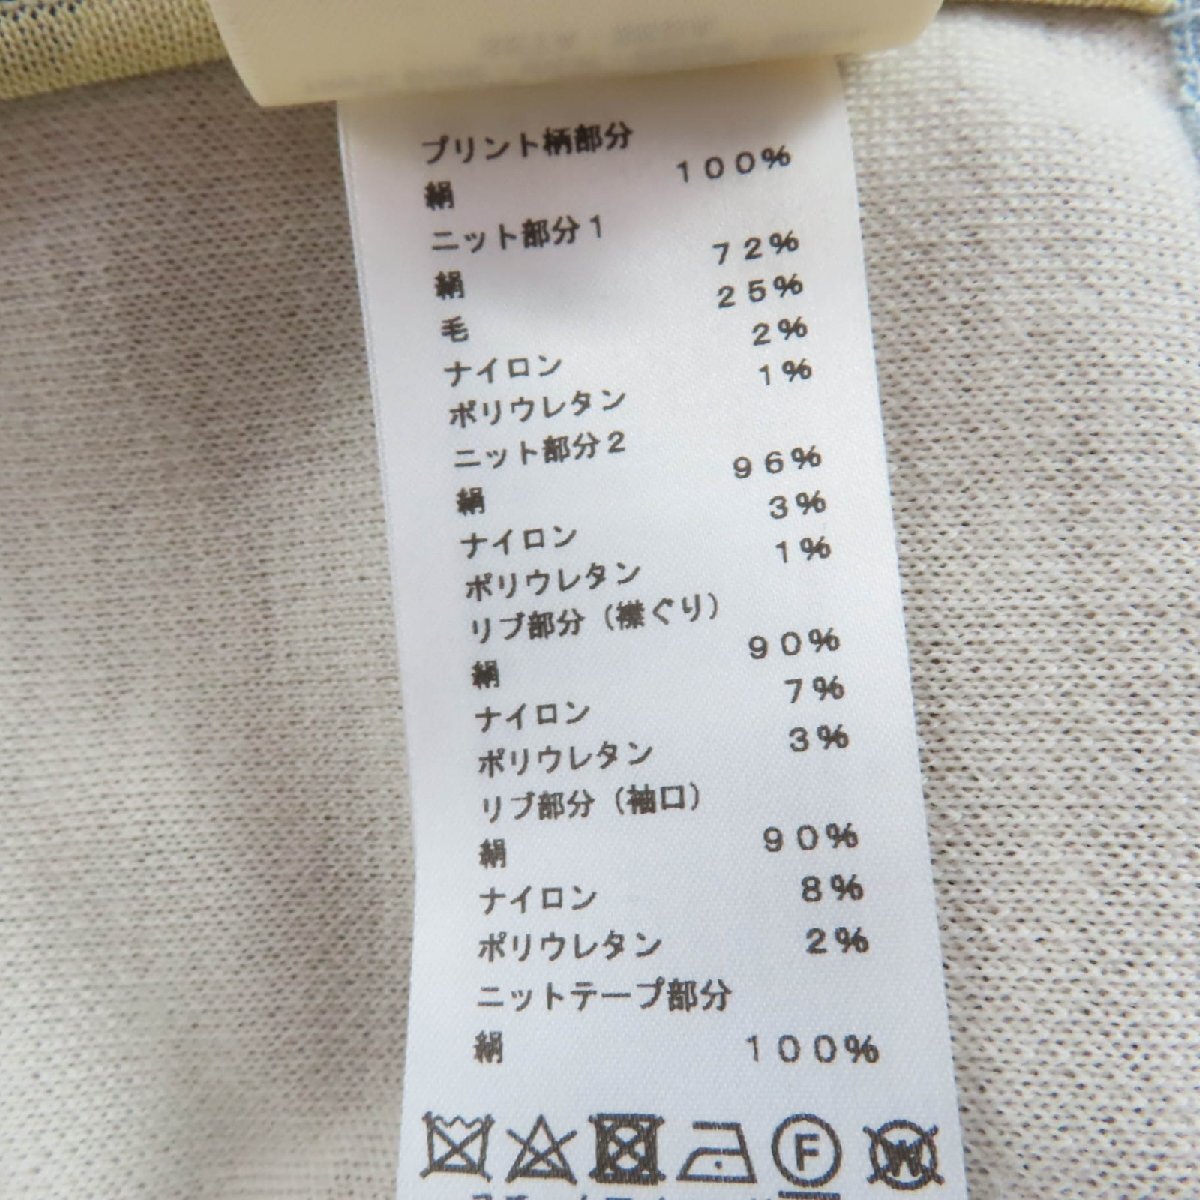 プリント柄部分
絹 100%
ニット部分1
絹 72%
毛 25%
ナイロン 2%
ポリウレタン 1%
ニット部分2
絹 96%
ナイロン 3%
ポリウレタン 1%
リブ部分(襟ぐり)
絹 90%
ナイロン 7%
ポリウレタン 3%
リブ部分(袖口)
絹 90%
ナイロン 8%
ポリウレタン 2%
ニットテープ部分
絹 100%
F W